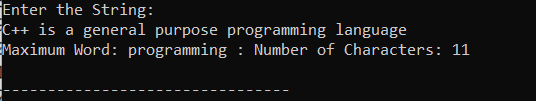 Enter the String:
C++ is a general purpose programming language
Maximum Word: programming : Number of Characters: 11
--------------------------------